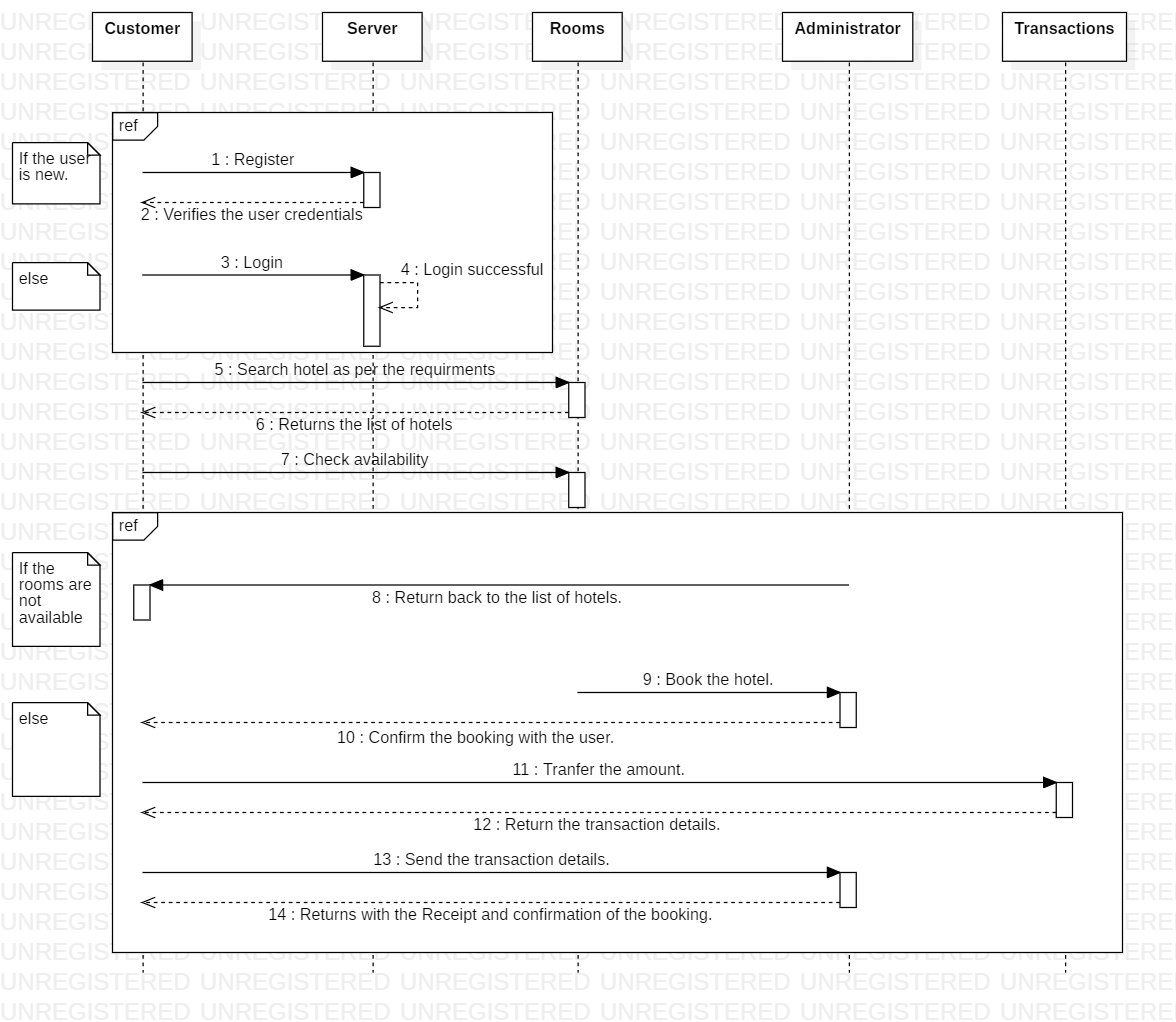 Customer
Server
Rooms
Administrator
Transactions
ref
If the user
is new.
1 : Register
2 : Verifies the user credentials
else
3 : Login
4 : Login successful
5 : Search hotel as per the requirments
6 : Returns the list of hotels
7 : Check availability
ref
If the
rooms are
not
available
8 : Return back to the list of hotels.
9 : Book the hotel.
else
10 : Confirm the booking with the user.
11 : Tranfer the amount.
12 : Return the transaction details.
13 : Send the transaction details.
14 : Returns with the Receipt and confirmation of the booking.
UNREGISTERED